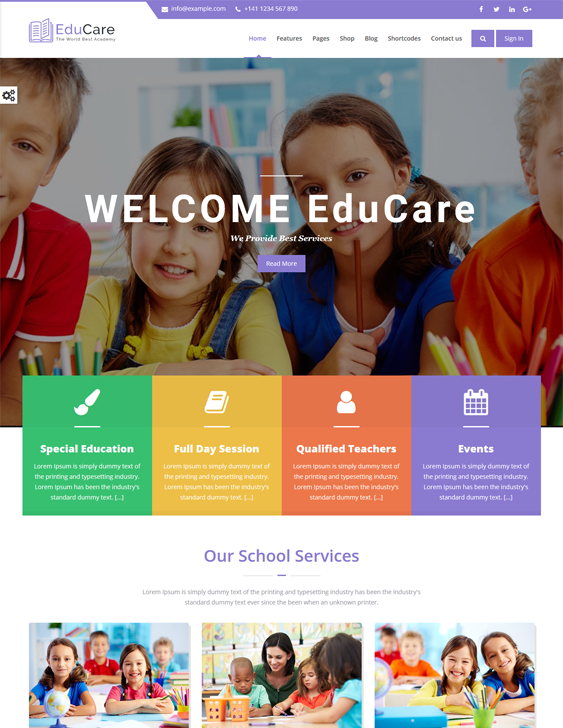 info@example.com +141 1234 567 890
EduCare
The World Best Academy
Home Features Pages Shop Blog Shortcodes Contact us Sign In
WELCOME EduCare
We Provide Best Services
Read More
Special Education
Lorem Ipsum is simply dummy text of
the printing and typesetting industry.
Lorem Ipsum has been the industry's
standard dummy text. [...]
Full Day Session
Lorem Ipsum is simply dummy text of
the printing and typesetting industry.
Lorem Ipsum has been the industry's
standard dummy text. [...]
Qualified Teachers
Lorem Ipsum is simply dummy text of
the printing and typesetting industry.
Lorem Ipsum has been the industry's
standard dummy text. [...]
Events
Lorem Ipsum is simply dummy text of
the printing and typesetting industry.
Lorem Ipsum has been the industry's
standard dummy text. [...]
Our School Services
Lorem Ipsum is simply dummy text of the printing and typesetting industry has been the industry's
standard dummy text ever since the been when an unknown printer.